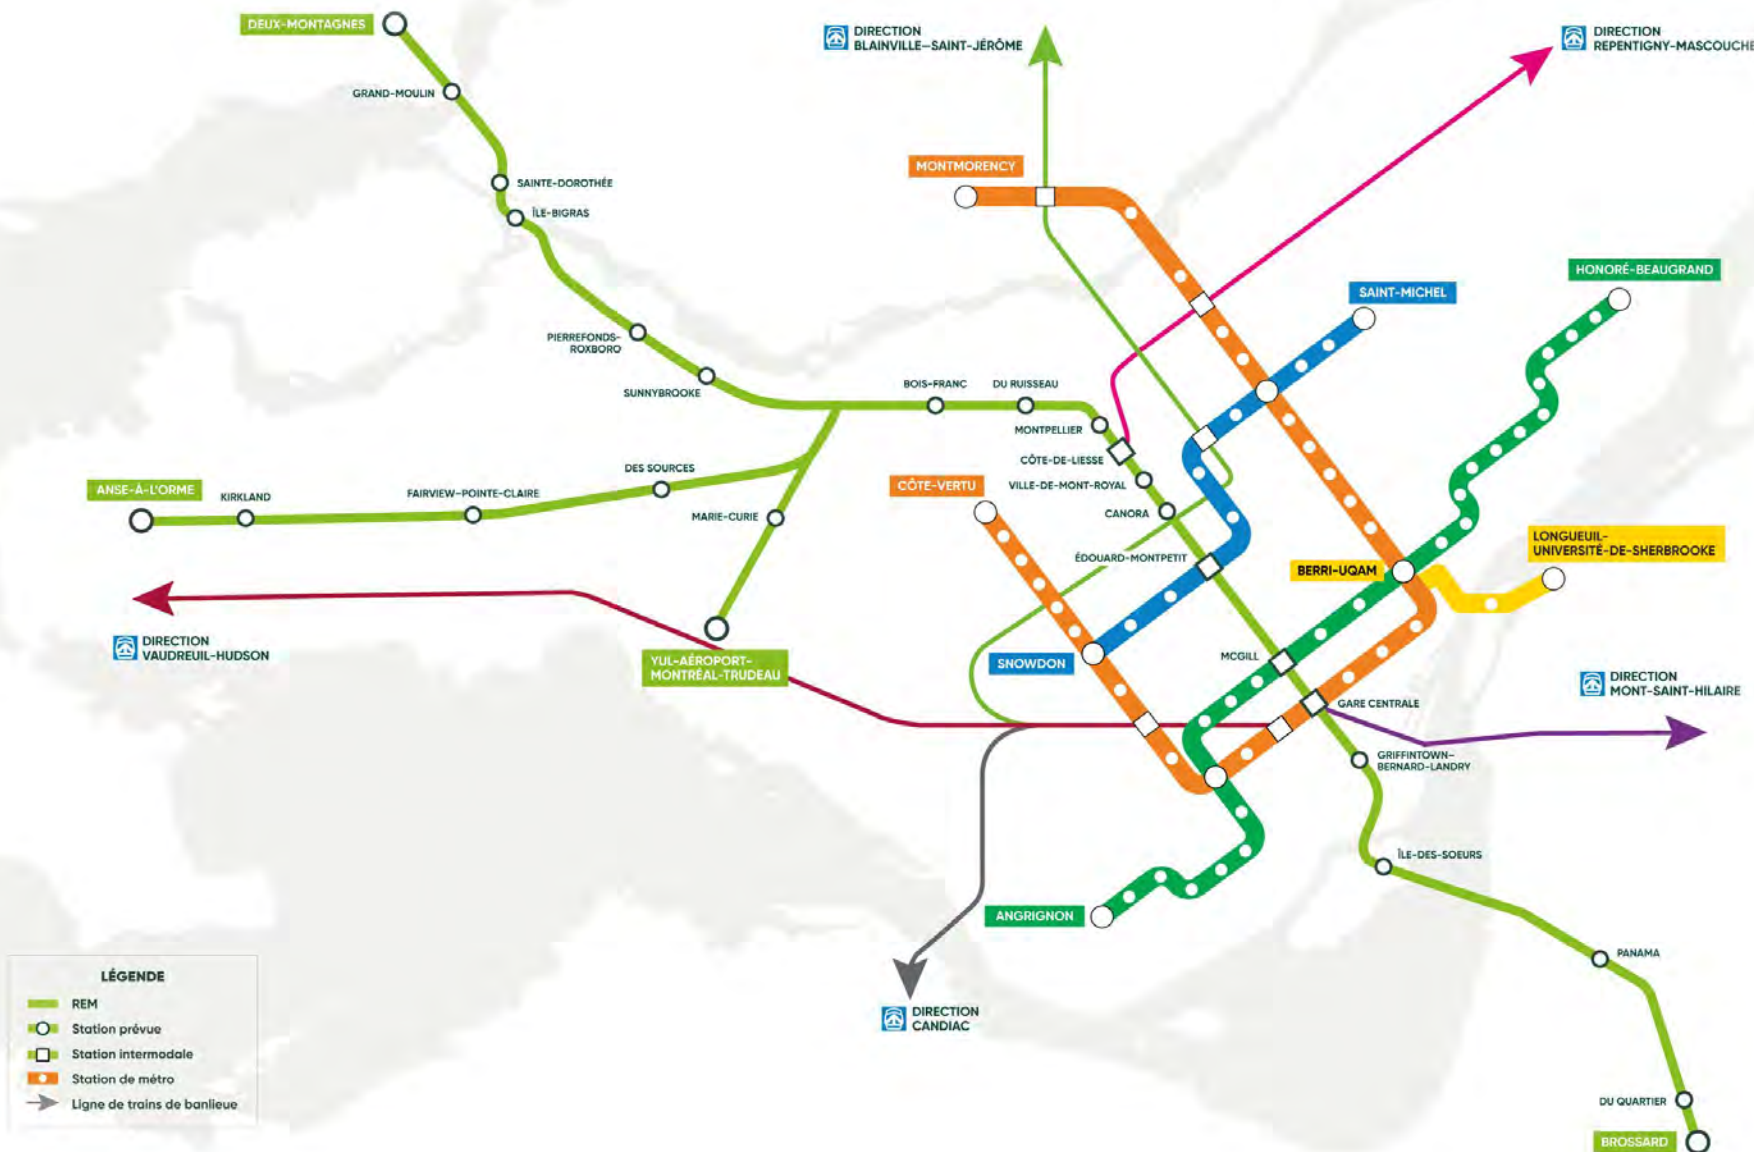 DEUX-MONTAGNES
GRAND-MOULIN
SAINTE-DOROTHÉE
ÎLE-BIGRAS
PIERREFONDS-
ROXBORO
SUNNYBROOKE
BOIS-FRANC
DU RUISSEAU
MONTPELLIER
CÔTE-DE-LIESSE
VILLE-DE-MONT-ROYAL
CANORA
ÉDOUARD-MONTPETIT
MCGILL
GARE CENTRALE
GRIFFINTOWN-
BERNARD-LANDRY
ÎLE-DES-SOEURS
PANAMA
DU QUARTIER
BROSSARD
ANSE-À-L'ORME
KIRKLAND
FAIRVIEW-POINTE-CLAIRE
DES SOURCES
MARIE-CURIE
YUL-AÉROPORT-
MONTRÉAL-TRUDEAU
DIRECTION
BLAINVILLE-SAINT-JÉRÔME
DIRECTION
REPENTIGNY-MASCOUCHE
MONTMORENCY
SAINT-MICHEL
HONORÉ-BEAUGRAND
CÔTE-VERTU
BERRI-UQAM
LONGUEUIL-
UNIVERSITÉ-DE-SHERBROOKE
SNOWDON
ANGRIGNON
DIRECTION
VAUDREUIL-HUDSON
DIRECTION
MONT-SAINT-HILAIRE
DIRECTION
CANDIAC
LÉGENDE
REM
Station prévue
Station intermodale
Station de métro
Ligne de trains de banlieue